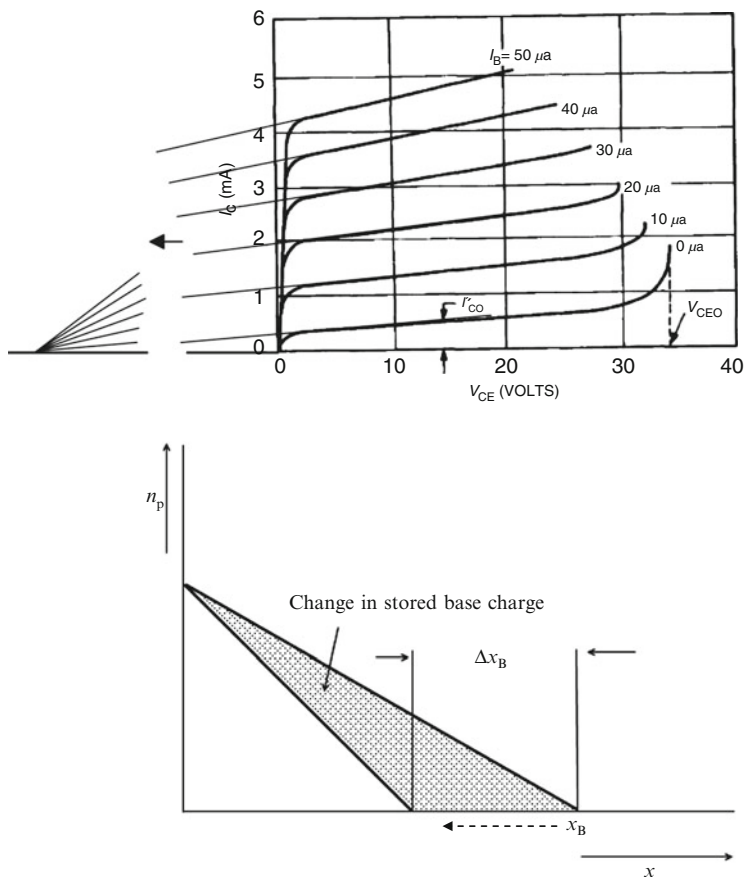 6
5
4
3
2
1
0
I_C (mA)
I_B = 50 μa
40 μa
30 μa
20 μa
10 μa
0 μa
r'_CO
V_CEO
0
10
20
30
40
V_CE (VOLTS)
n_p
Change in stored base charge
Δx_B
x_B
x